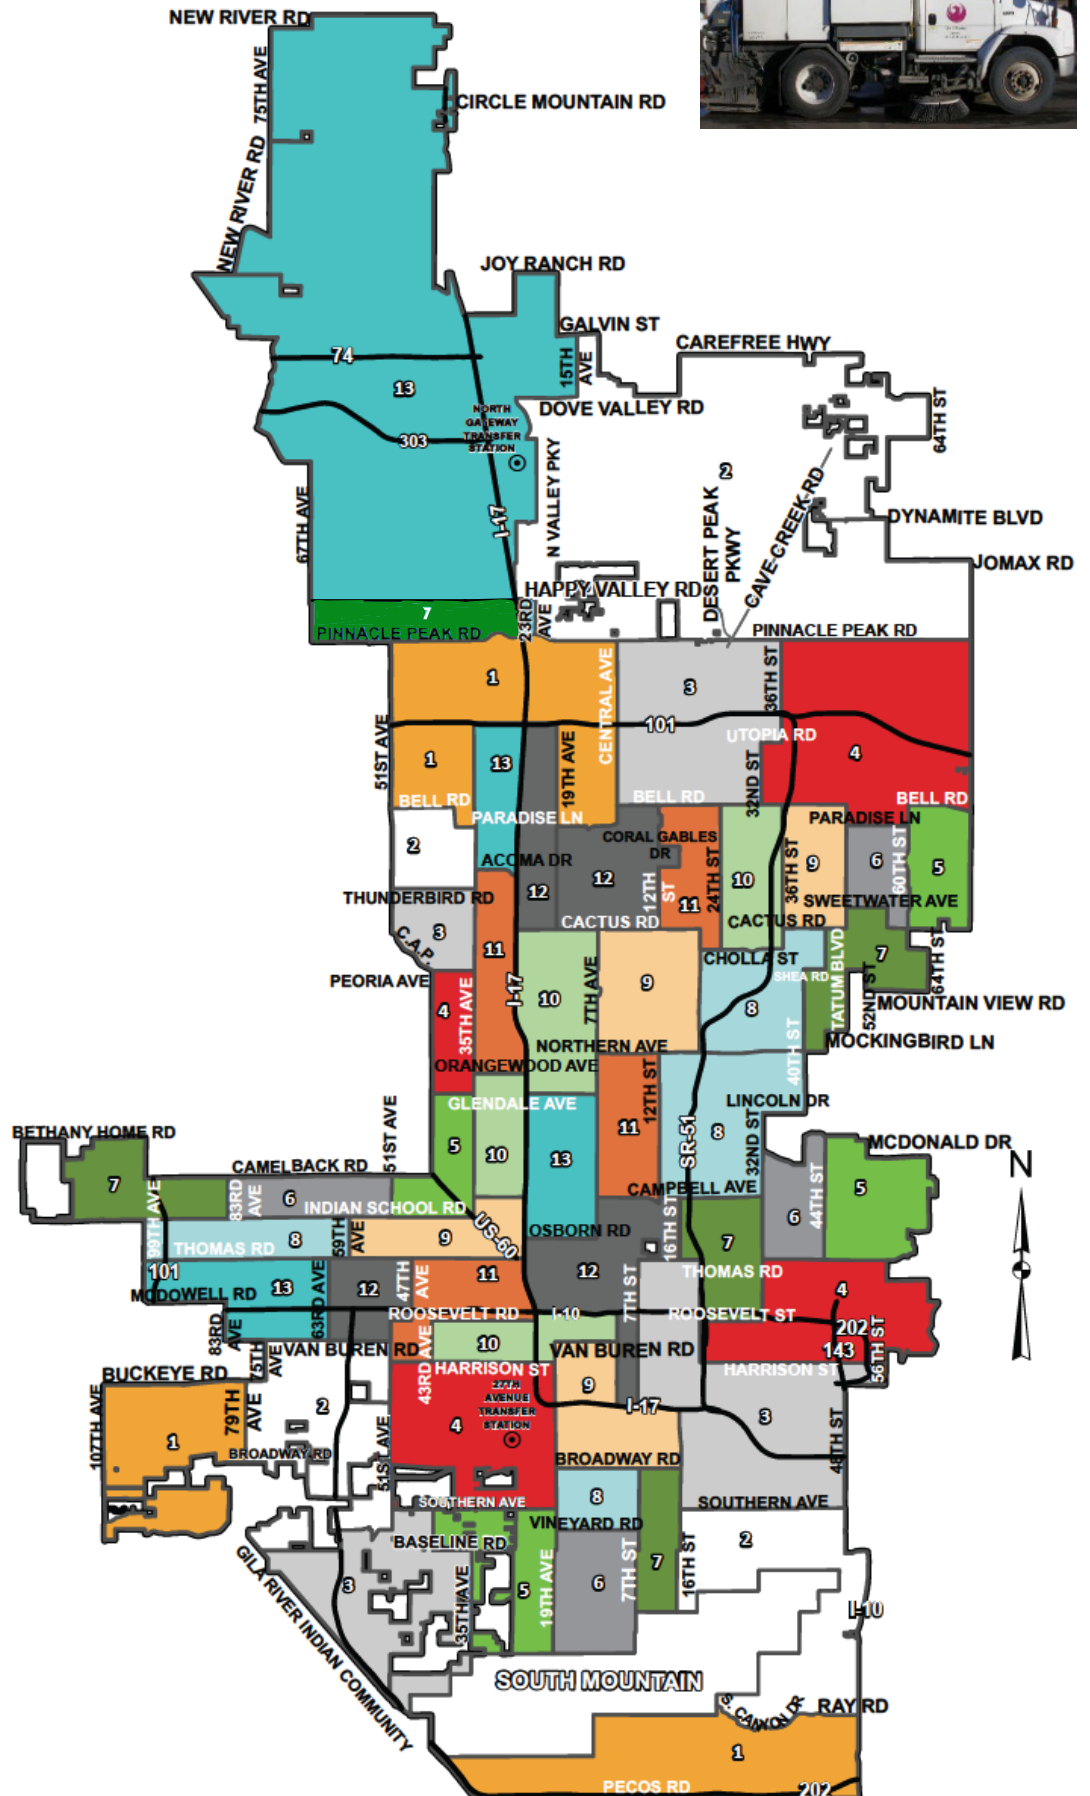 NEW RIVER RD
75TH AVE
CIRCLE MOUNTAIN RD
NEW RIVER RD
JOY RANCH RD
GALVIN ST
CAREFREE HWY
74
15TH
AVE
13
64TH ST
NORTH
GATEWAY
TRANSFER
STATION
DOVE VALLEY RD
303
2
N VALLEY PKY
67TH AVE
I-17
DESERT PEAK
PKWY
CAVE CREEK RD
DYNAMITE BLVD
JOMAX RD
HAPPY VALLEY RD
7
23RD
AVE
PINNACLE PEAK RD
PINNACLE PEAK RD
1
CENTRAL AVE
3
36TH ST
51ST AVE
101
UTOPIA RD
4
1
13
19TH AVE
32ND ST
BELL RD
BELL RD
BELL RD
PARADISE LN
PARADISE LN
2
ACOMA DR
CORAL GABLES
DR
12
12
12TH
ST
11
24TH ST
10
36TH ST
9
6
60TH ST
5
THUNDERBIRD RD
SWEETWATER AVE
CACTUS RD
CACTUS RD
C.A.P.
3
11
CHOLLA ST
TATUM BLVD
7
64TH ST
PEORIA AVE
SHEA RD
52ND ST
I-17
10
7TH AVE
9
8
MOUNTAIN VIEW RD
4
35TH AVE
40TH ST
NORTHERN AVE
MOCKINGBIRD LN
ORANGEWOOD AVE
12TH ST
GLENDALE AVE
LINCOLN DR
51ST AVE
BETHANY HOME RD
5
10
13
11
SR-51
8
32ND ST
MCDONALD DR
N
CAMELBACK RD
7
99TH AVE
83RD
AVE
6
INDIAN SCHOOL RD
CAMPBELL AVE
44TH ST
5
6
US-60
OSBORN RD
16TH ST
THOMAS RD
8
59TH
AVE
9
7
101
12
7TH ST
THOMAS RD
MCDOWELL RD
13
63RD AVE
12
47TH
AVE
11
4
ROOSEVELT RD
I-10
ROOSEVELT ST
202
83RD
AVE
75TH
AVE
VAN BUREN RD
43RD AVE
10
VAN BUREN RD
143
56TH ST
BUCKEYE RD
HARRISON ST
HARRISON ST
27TH
AVENUE
TRANSFER
STATION
107TH AVE
79TH
AVE
2
9
I-17
3
1
BROADWAY RD
51ST AVE
4
BROADWAY RD
48TH ST
SOUTHERN AVE
8
SOUTHERN AVE
VINEYARD RD
BASELINE RD
2
GILA RIVER INDIAN COMMUNITY
3
35TH AVE
5
19TH AVE
6
7TH ST
7
16TH ST
I-10
SOUTH MOUNTAIN
S. CANYON DR
RAY RD
1
PECOS RD
202